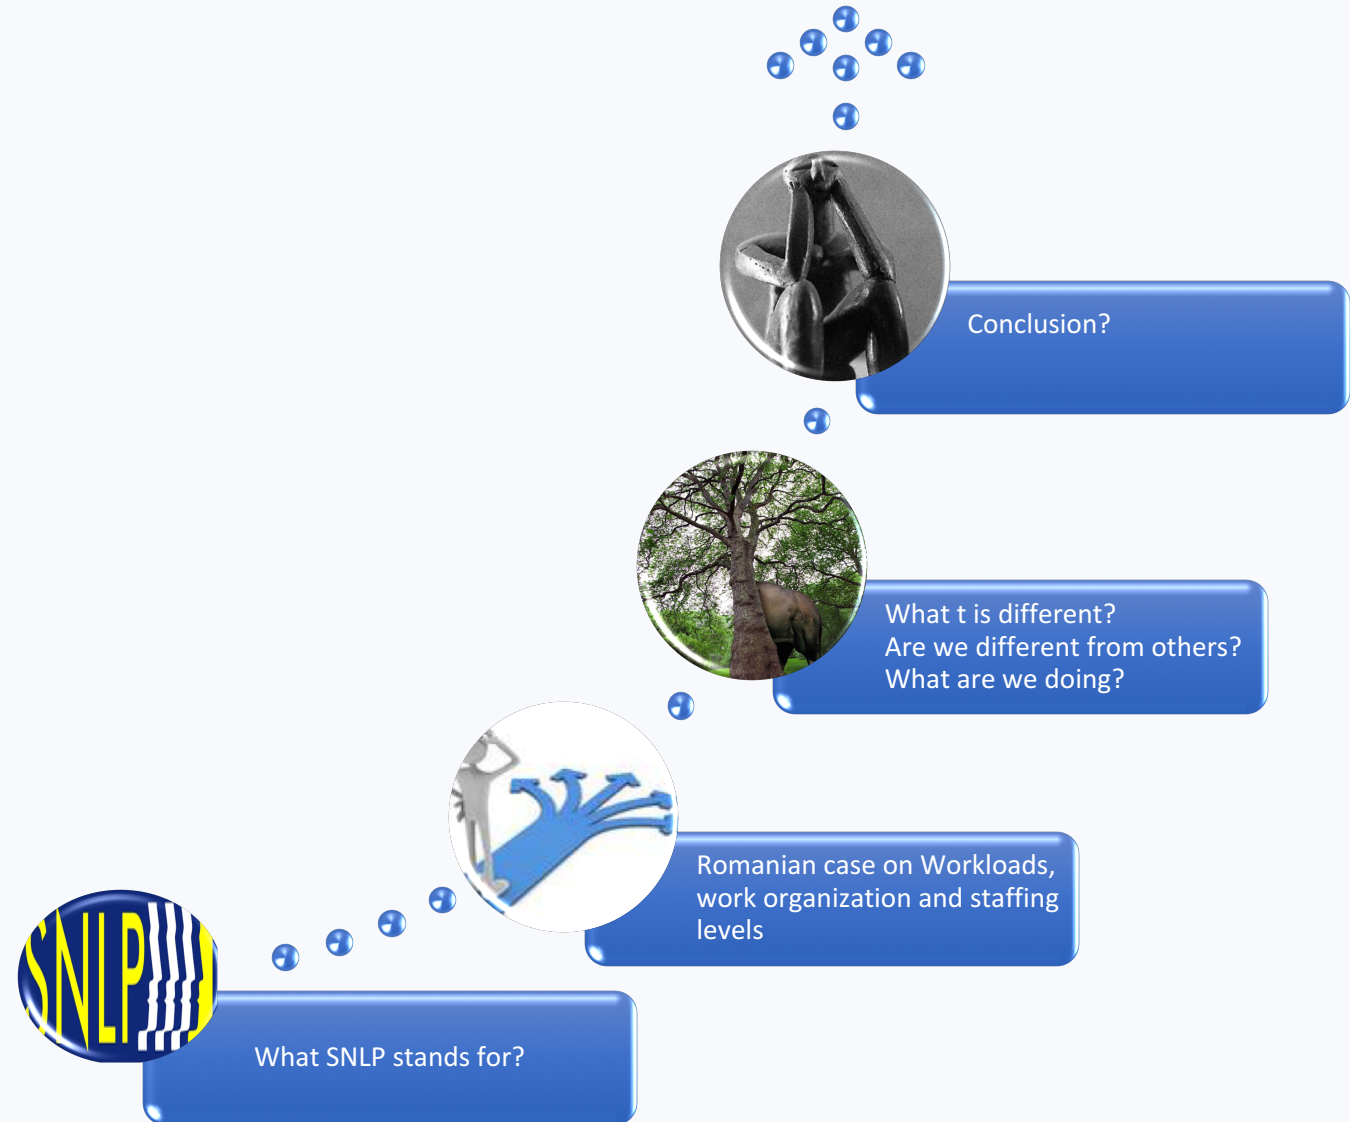 Conclusion?
What t is different?
Are we different from others?
What are we doing?
Romanian case on Workloads,
work organization and staffing
levels
SNLP
What SNLP stands for?